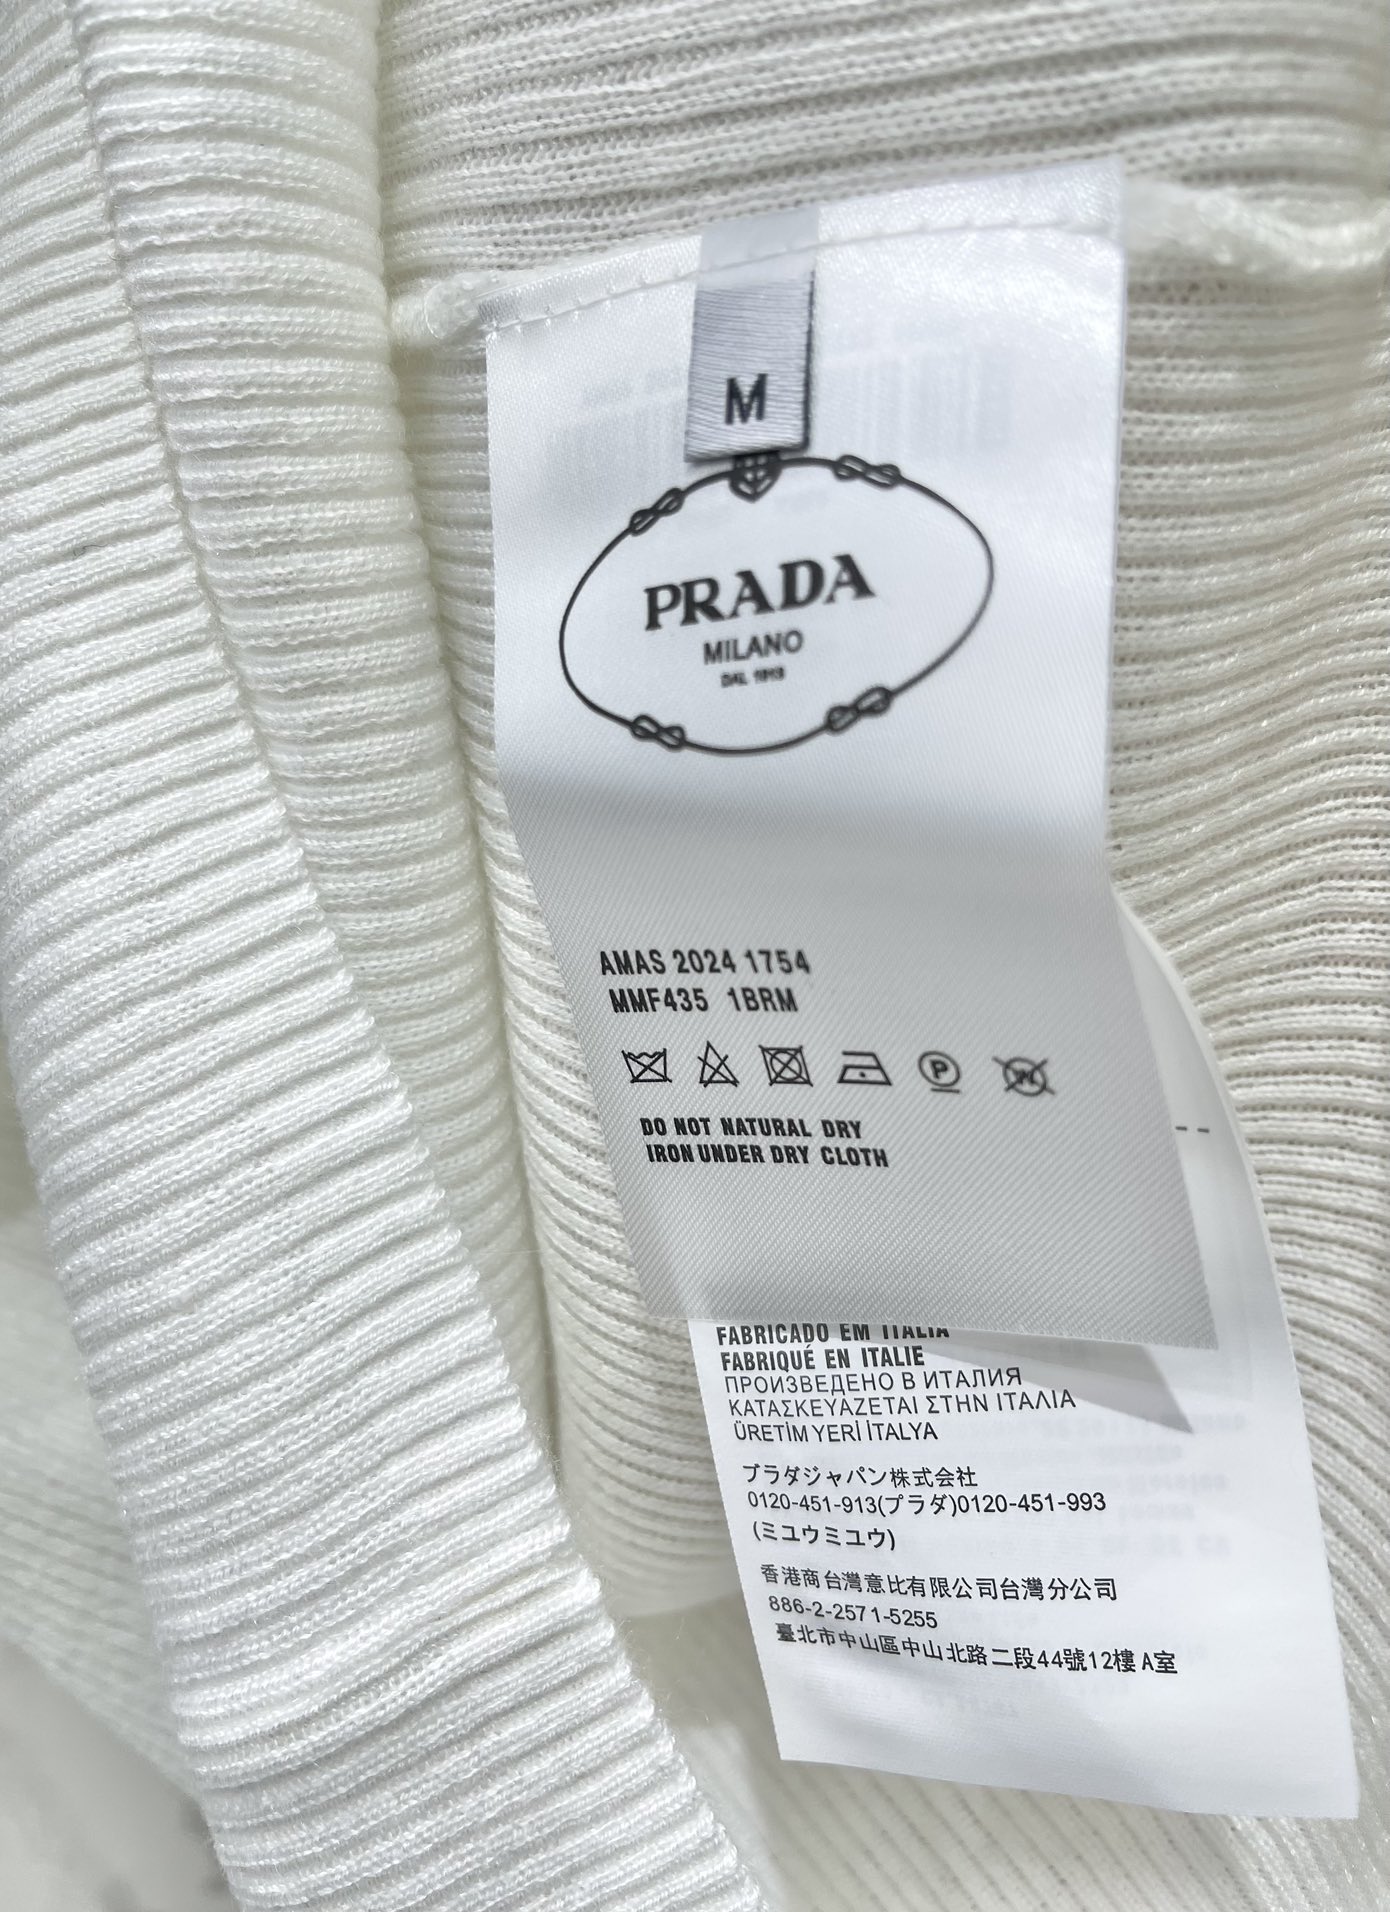 M
PRADA
MILANO
DAL 1913
AMAS 2024 1754
MMF435 1BRM
P
W
DO NOT NATURAL DRY
IRON UNDER DRY CLOTH
FABRICADO EM ITALIA
FABRIQUÉ EN ITALIE
ПРОИЗВЕДЕНО В ИТАЛИЯ
ΚΑΤΑΣΚΕΥΑΖΕΤΑΙ ΣΤΗΝ ΙΤΑΛΙΑ
ÜRETİM YERİ İTALYA
プラダジャパン株式会社
0120-451-913(プラダ)0120-451-993
(ミユウミユウ)
香港商台灣意比有限公司台灣分公司
886-2-2571-5255
臺北市中山區中山北路二段44號12樓A室